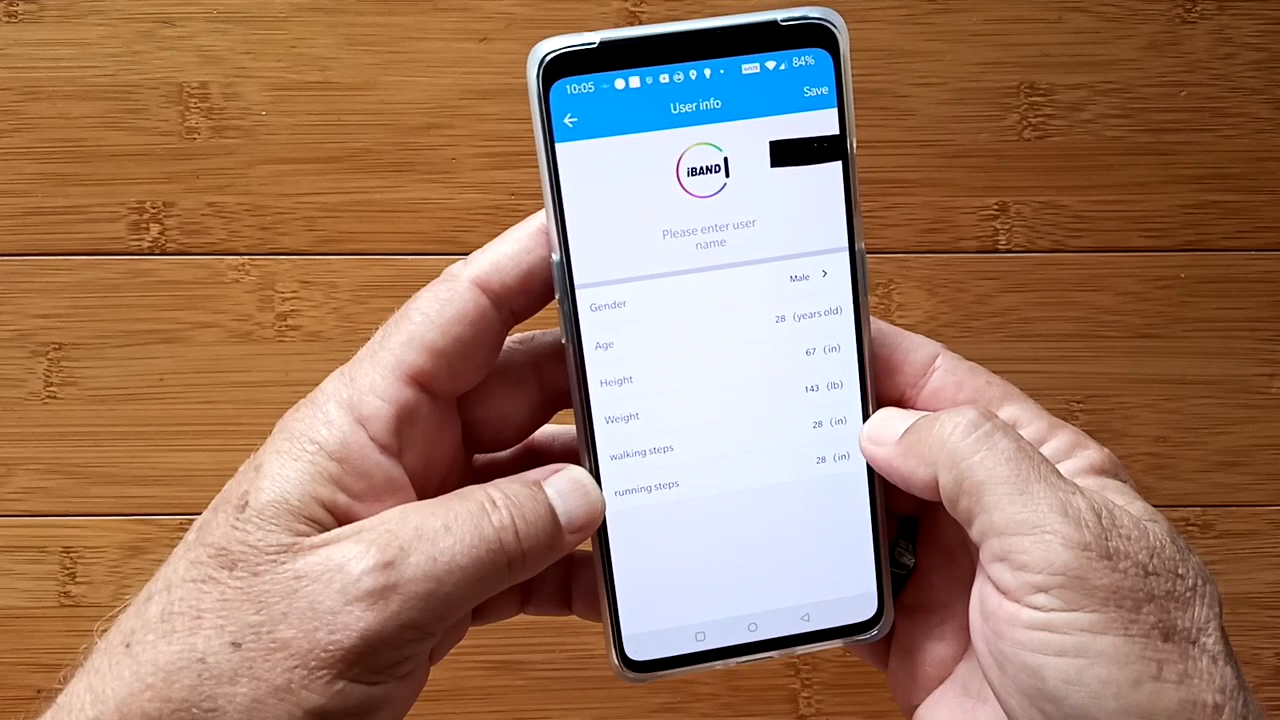 10:05 84%
User info
Save
iBAND
Please enter user
name
Gender Male
Age 28 (years old)
Height 67 (in)
Weight 143 (lb)
walking steps 28 (in)
running steps 28 (in)